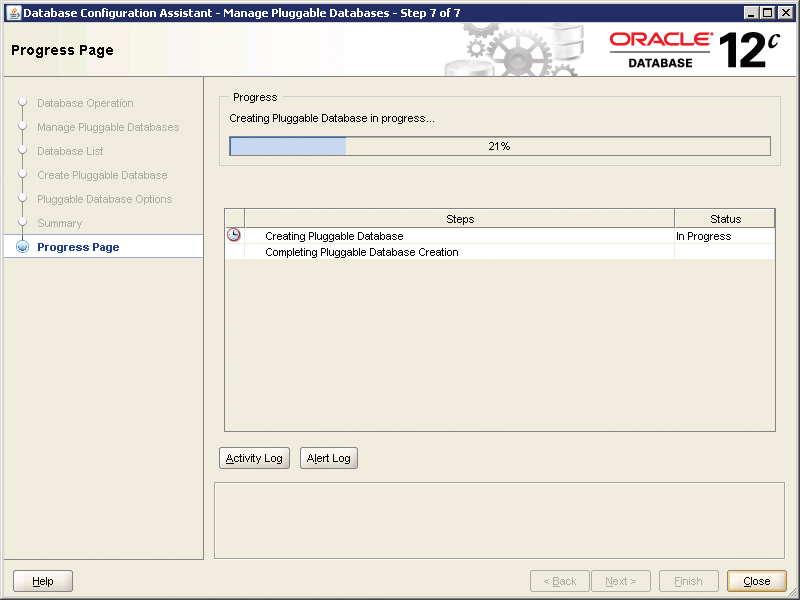 Database Configuration Assistant - Manage Pluggable Databases - Step 7 of 7
Progress Page
ORACLE
DATABASE
12c
Database Operation
Manage Pluggable Databases
Database List
Create Pluggable Database
Pluggable Database Options
Summary
Progress Page
Progress
Creating Pluggable Database in progress...
21%
Steps Status
Creating Pluggable Database In Progress
Completing Pluggable Database Creation
Activity Log Alert Log
Help < Back Next > Finish Close